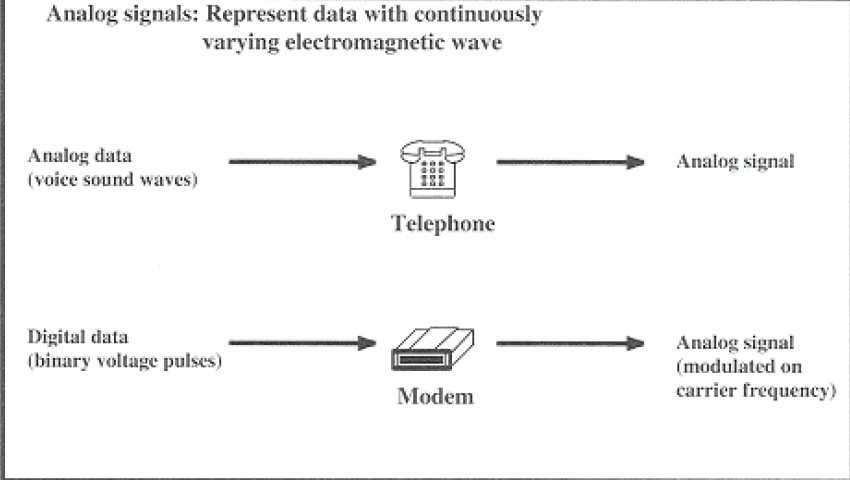 Analog signals: Represent data with continuously
varying electromagnetic wave
Analog data
(voice sound waves)
Analog signal
Telephone
Digital data
(binary voltage pulses)
Analog signal
(modulated on
carrier frequency)
Modem